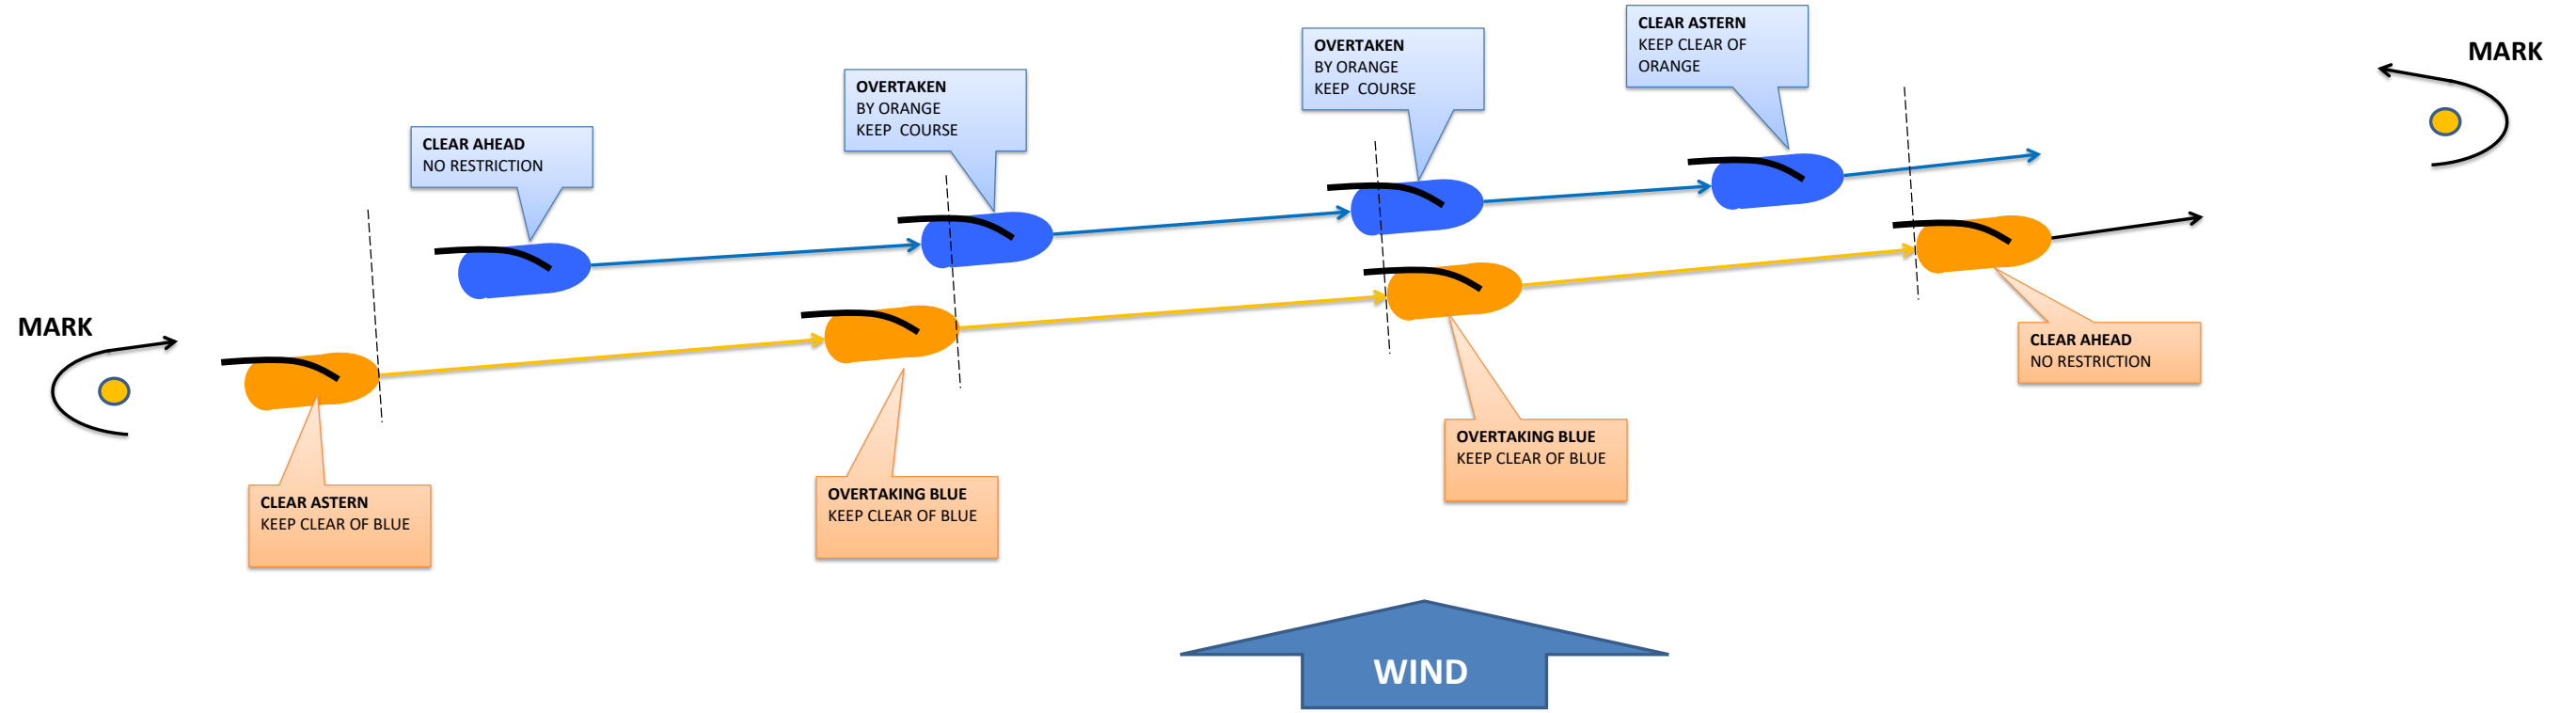 CLEAR ASTERN
KEEP CLEAR OF
ORANGE
MARK
OVERTAKEN
BY ORANGE
KEEP COURSE
OVERTAKEN
BY ORANGE
KEEP COURSE
CLEAR AHEAD
NO RESTRICTION
MARK
CLEAR AHEAD
NO RESTRICTION
OVERTAKING BLUE
KEEP CLEAR OF BLUE
OVERTAKING BLUE
KEEP CLEAR OF BLUE
CLEAR ASTERN
KEEP CLEAR OF BLUE
WIND